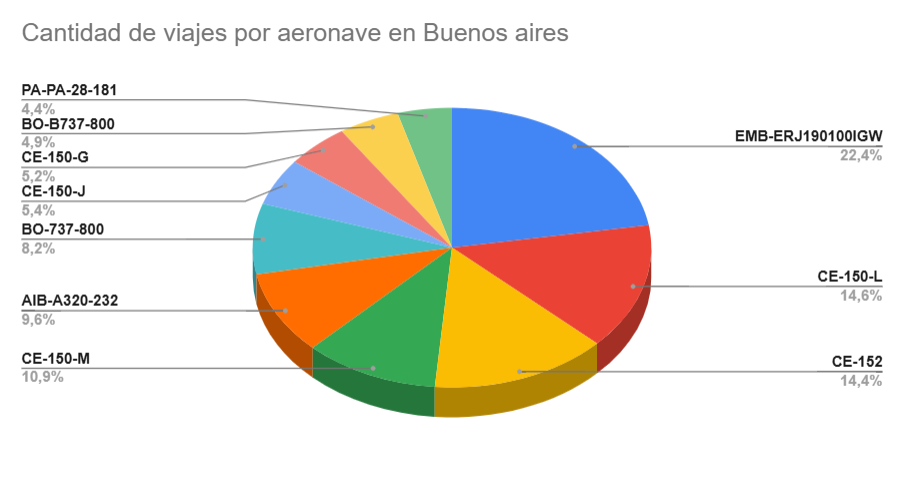 Cantidad de viajes por aeronave en Buenos aires
PA-PA-28-181
4,4%
BO-B737-800
4,9%
CE-150-G
5,2%
CE-150-J
5,4%
BO-737-800
8,2%
AIB-A320-232
9,6%
CE-150-M
10,9%
EMB-ERJ190100IGW
22,4%
CE-150-L
14,6%
CE-152
14,4%